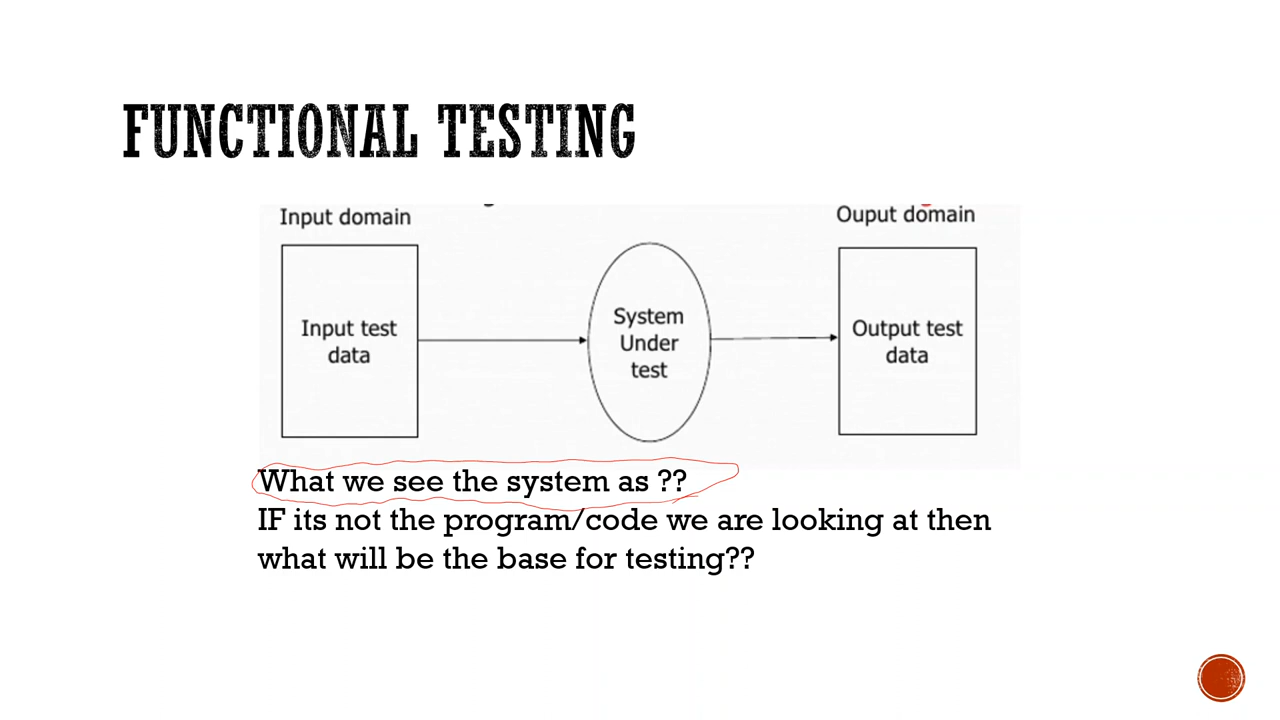 FUNCTIONAL TESTING
Input domain
Ouput domain
Input test
data
System
Under
test
Output test
data
What we see the system as ??
IF its not the program/code we are looking at then
what will be the base for testing??